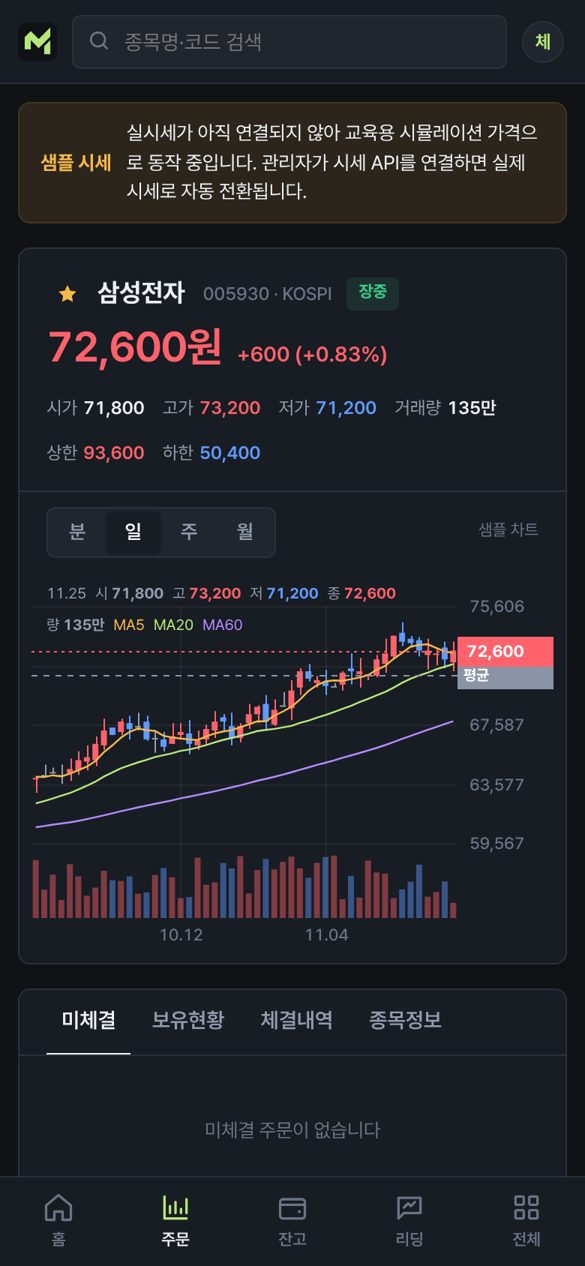 종목명·코드 검색
체
샘플 시세
실시세가 아직 연결되지 않아 교육용 시뮬레이션 가격으
로 동작 중입니다. 관리자가 시세 API를 연결하면 실제
시세로 자동 전환됩니다.
삼성전자 005930 · KOSPI 장중
72,600원 +600 (+0.83%)
시가 71,800 고가 73,200 저가 71,200 거래량 135만
상한 93,600 하한 50,400
분 일 주 월 샘플 차트
11.25 시 71,800 고 73,200 저 71,200 종 72,600
75,606
량 135만 MA5 MA20 MA60
72,600
평균
67,587
63,577
59,567
10.12 11.04
미체결 보유현황 체결내역 종목정보
미체결 주문이 없습니다
홈 주문 잔고 리딩 전체